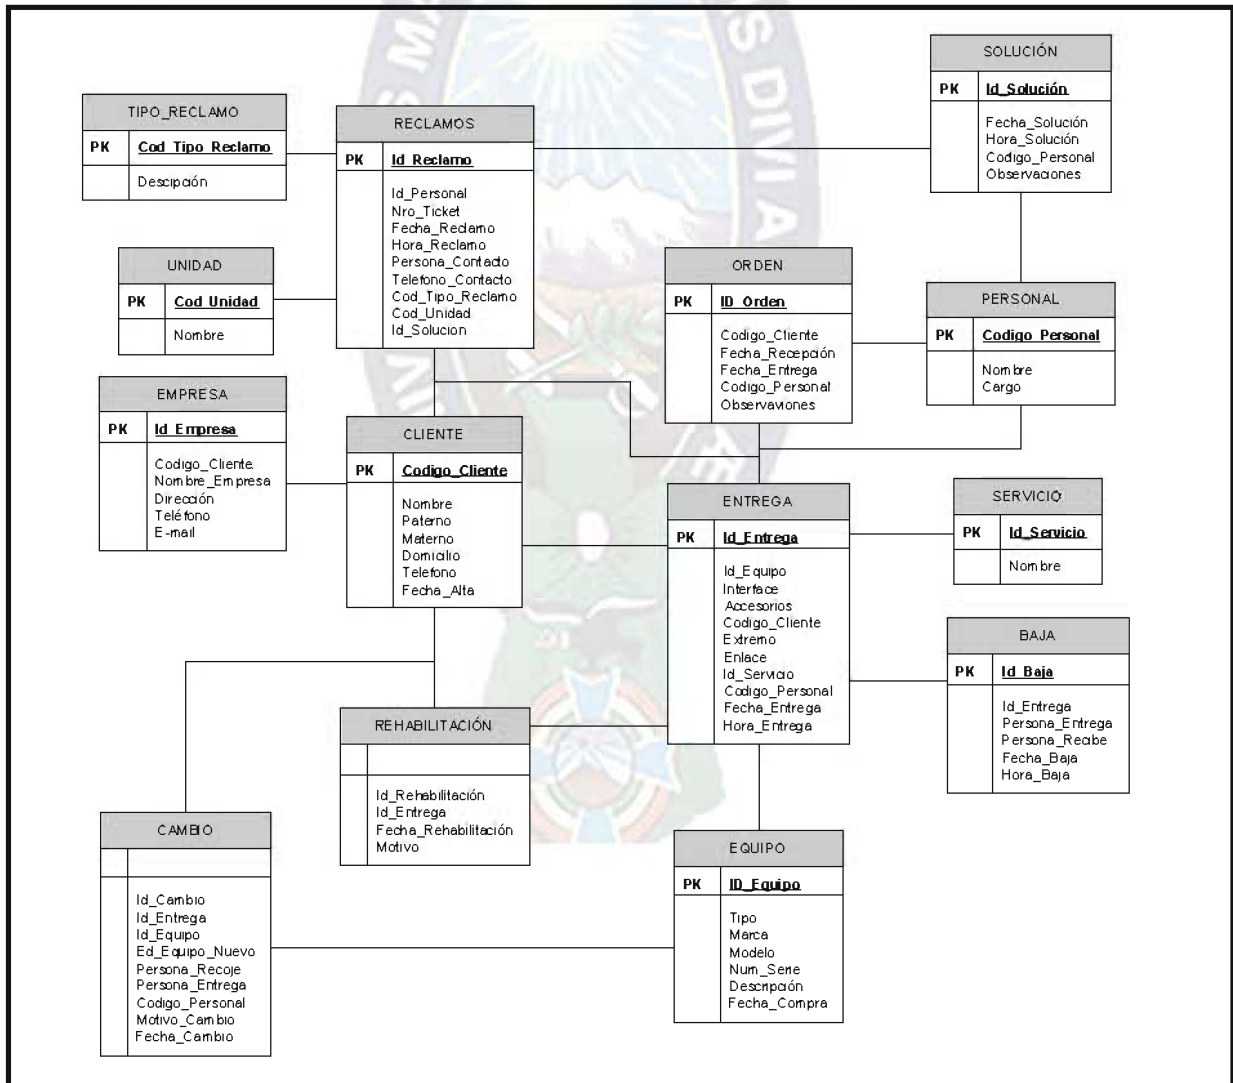 TIPO_RECLAMO
PK Cod_Tipo_Reclamo
Descipción
RECLAMOS
PK Id_Reclamo
Id_Personal
Nro_Ticket
Fecha_Reclamo
Hora_Reclamo
Persona_Contacto
Telefono_Contacto
Cod_Tipo_Reclamo
Cod_Unidad
Id_Solucion
SOLUCIÓN
PK Id_Solución
Fecha_Solución
Hora_Solución
Codigo_Personal
Observaciones
UNIDAD
PK Cod_Unidad
Nombre
ORDEN
PK ID_Orden
Codigo_Cliente
Fecha_Recepción
Fecha_Entrega
Codigo_Personal
Observaviones
PERSONAL
PK Codigo_Personal
Nombre
Cargo
EMPRESA
PK Id_Empresa
Codigo_Cliente
Nombre_Empresa
Dirección
Teléfono
E-mail
CLIENTE
PK Codigo_Cliente
Nombre
Paterno
Materno
Domicilio
Telefono
Fecha_Alta
ENTREGA
PK Id_Entrega
Id_Equipo
Interface
Accesorios
Codigo_Cliente
Extremo
Enlace
Id_Servicio
Codigo_Personal
Fecha_Entrega
Hora_Entrega
SERVICIO
PK Id_Servicio
Nombre
BAJA
PK Id_Baja
Id_Entrega
Persona_Entrega
Persona_Recibe
Fecha_Baja
Hora_Baja
REHABILITACIÓN
Id_Rehabilitación
Id_Entrega
Fecha_Rehabilitación
Motivo
CAMBIO
Id_Cambio
Id_Entrega
Id_Equipo
Ed_Equipo_Nuevo
Persona_Recoje
Persona_Entrega
Codigo_Personal
Motivo_Cambio
Fecha_Cambio
EQUIPO
PK ID_Equipo
Tipo
Marca
Modelo
Num_Serie
Descripción
Fecha_Compra